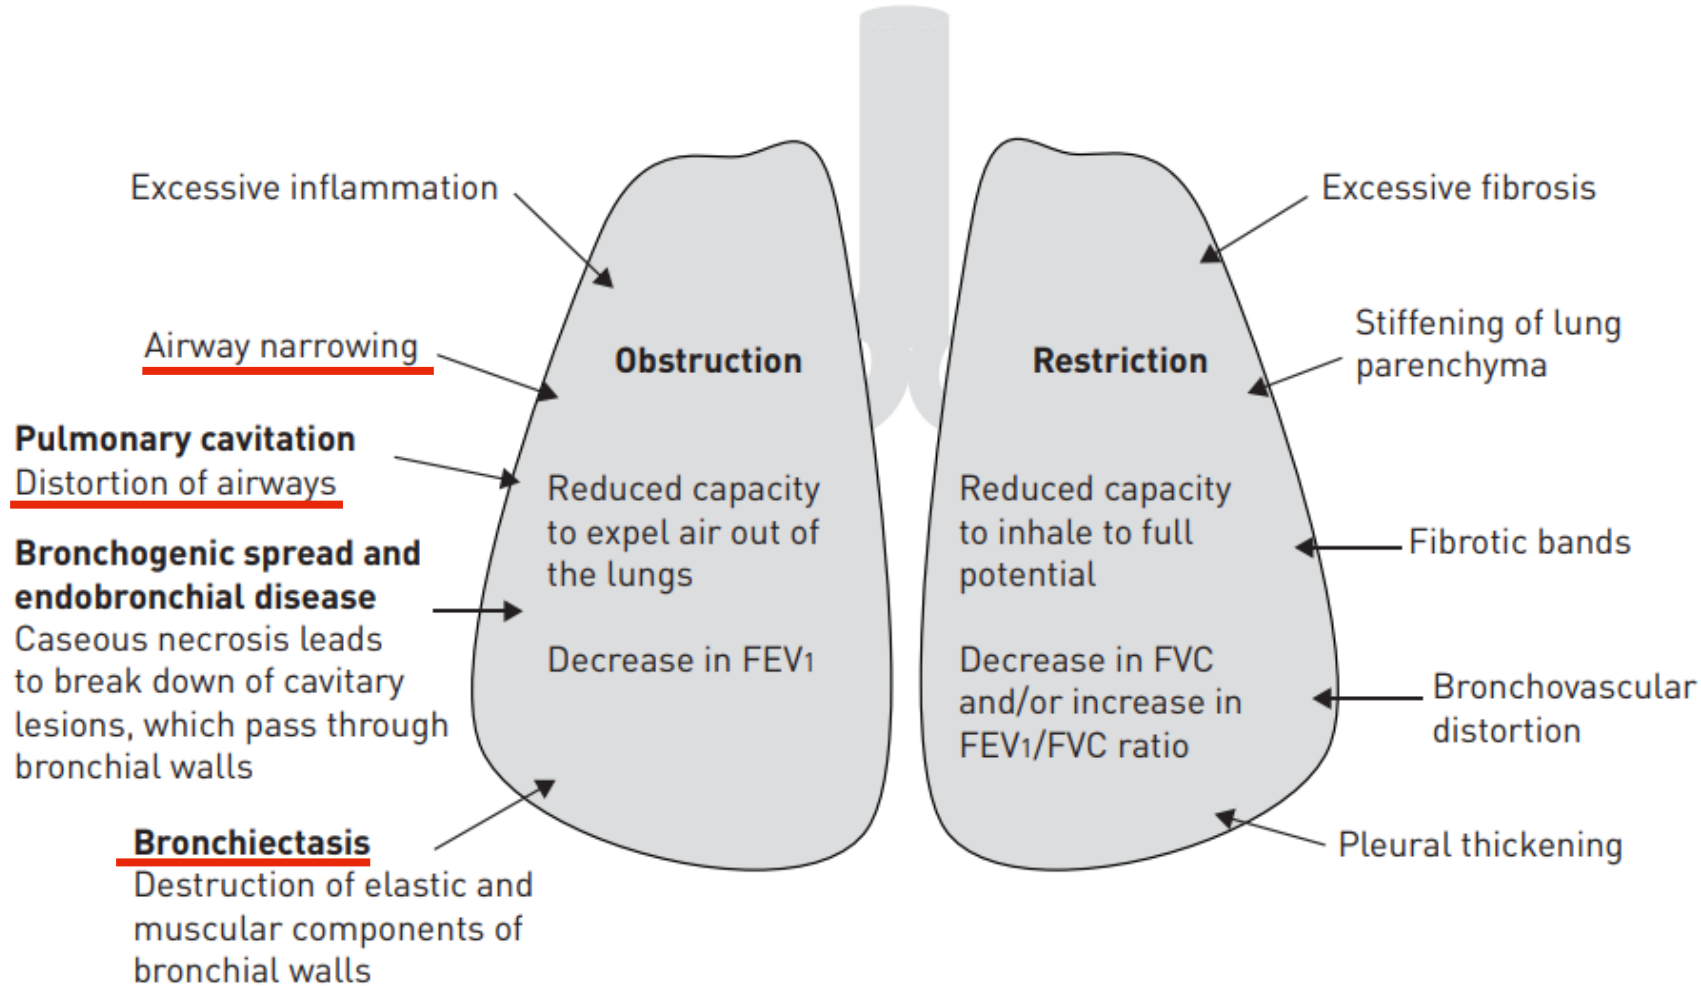 Excessive inflammation
Airway narrowing
Pulmonary cavitation
Distortion of airways
Bronchogenic spread and
endobronchial disease
Caseous necrosis leads
to break down of cavitary
lesions, which pass through
bronchial walls
Bronchiectasis
Destruction of elastic and
muscular components of
bronchial walls
Obstruction
Reduced capacity
to expel air out of
the lungs
Decrease in FEV1
Restriction
Reduced capacity
to inhale to full
potential
Decrease in FVC
and/or increase in
FEV1/FVC ratio
Excessive fibrosis
Stiffening of lung
parenchyma
Fibrotic bands
Bronchovascular
distortion
Pleural thickening